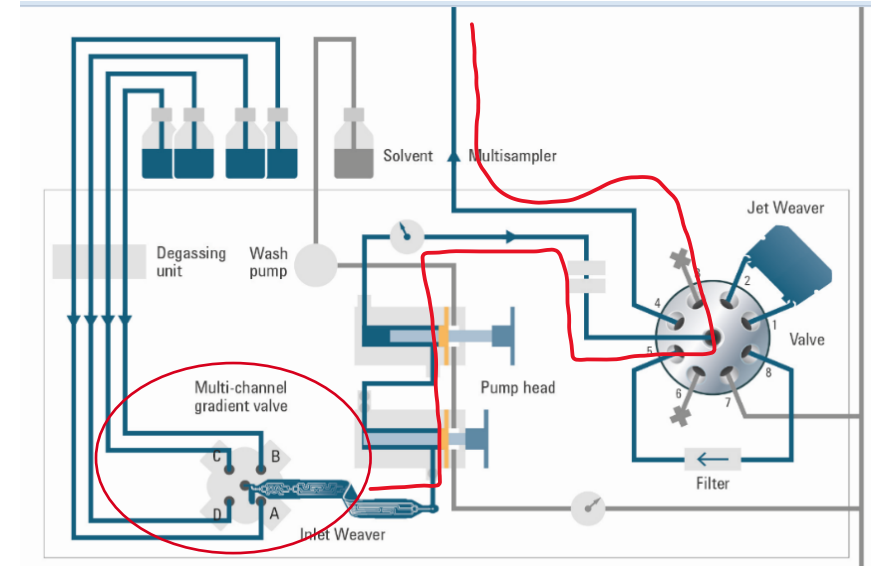 Solvent
Multisampler
Jet Weaver
Degassing
unit
Wash
pump
3
2
4
1
Valve
5
8
Multi-channel
gradient valve
Pump head
6
7
C
B
Filter
D
A
Inlet Weaver